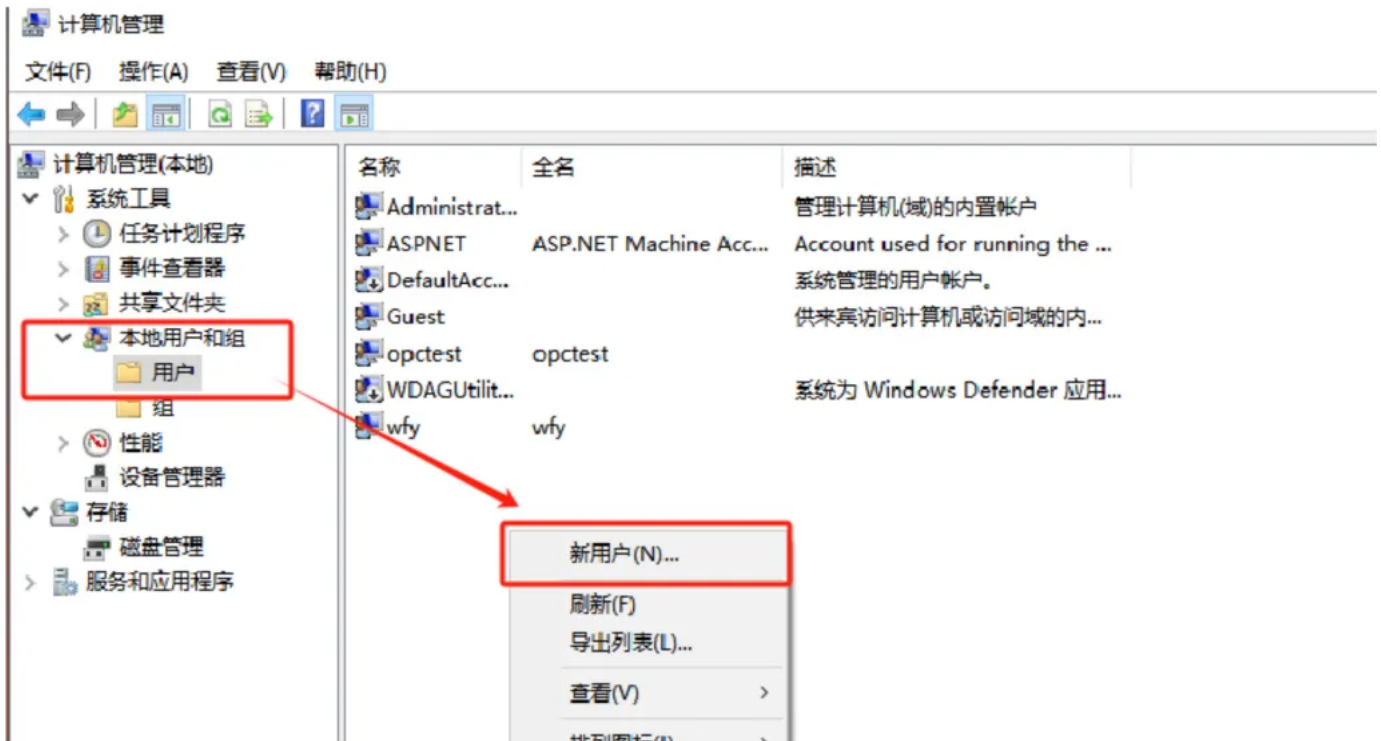 计算机管理
文件(F) 操作(A) 查看(V) 帮助(H)
计算机管理(本地)
系统工具
任务计划程序
事件查看器
共享文件夹
本地用户和组
用户
组
性能
设备管理器
存储
磁盘管理
服务和应用程序
名称 全名 描述
Administrat... 管理计算机(域)的内置帐户
ASPNET ASP.NET Machine Acc... Account used for running the ...
DefaultAcc... 系统管理的用户帐户。
Guest 供来宾访问计算机或访问域的内...
opctest opctest
WDAGUtilit... 系统为 Windows Defender 应用...
wfy wfy
新用户(N)...
刷新(F)
导出列表(L)...
查看(V)